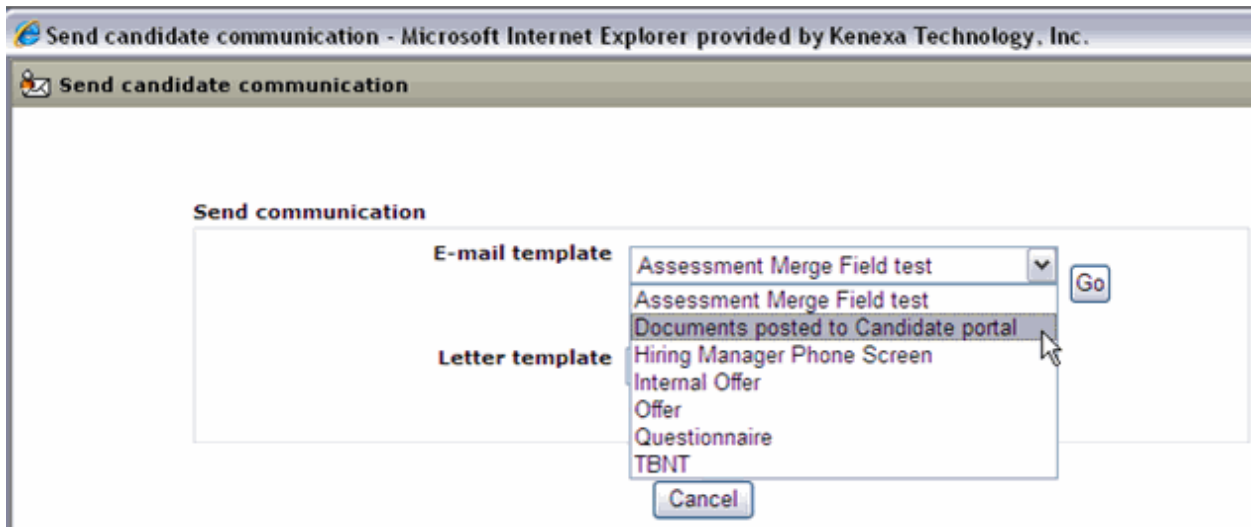 Send candidate communication - Microsoft Internet Explorer provided by Kenexa Technology, Inc.
Send candidate communication
Send communication
E-mail template
Assessment Merge Field test
Go
Assessment Merge Field test
Documents posted to Candidate portal
Letter template
Hiring Manager Phone Screen
Internal Offer
Offer
Questionnaire
TBNT
Cancel